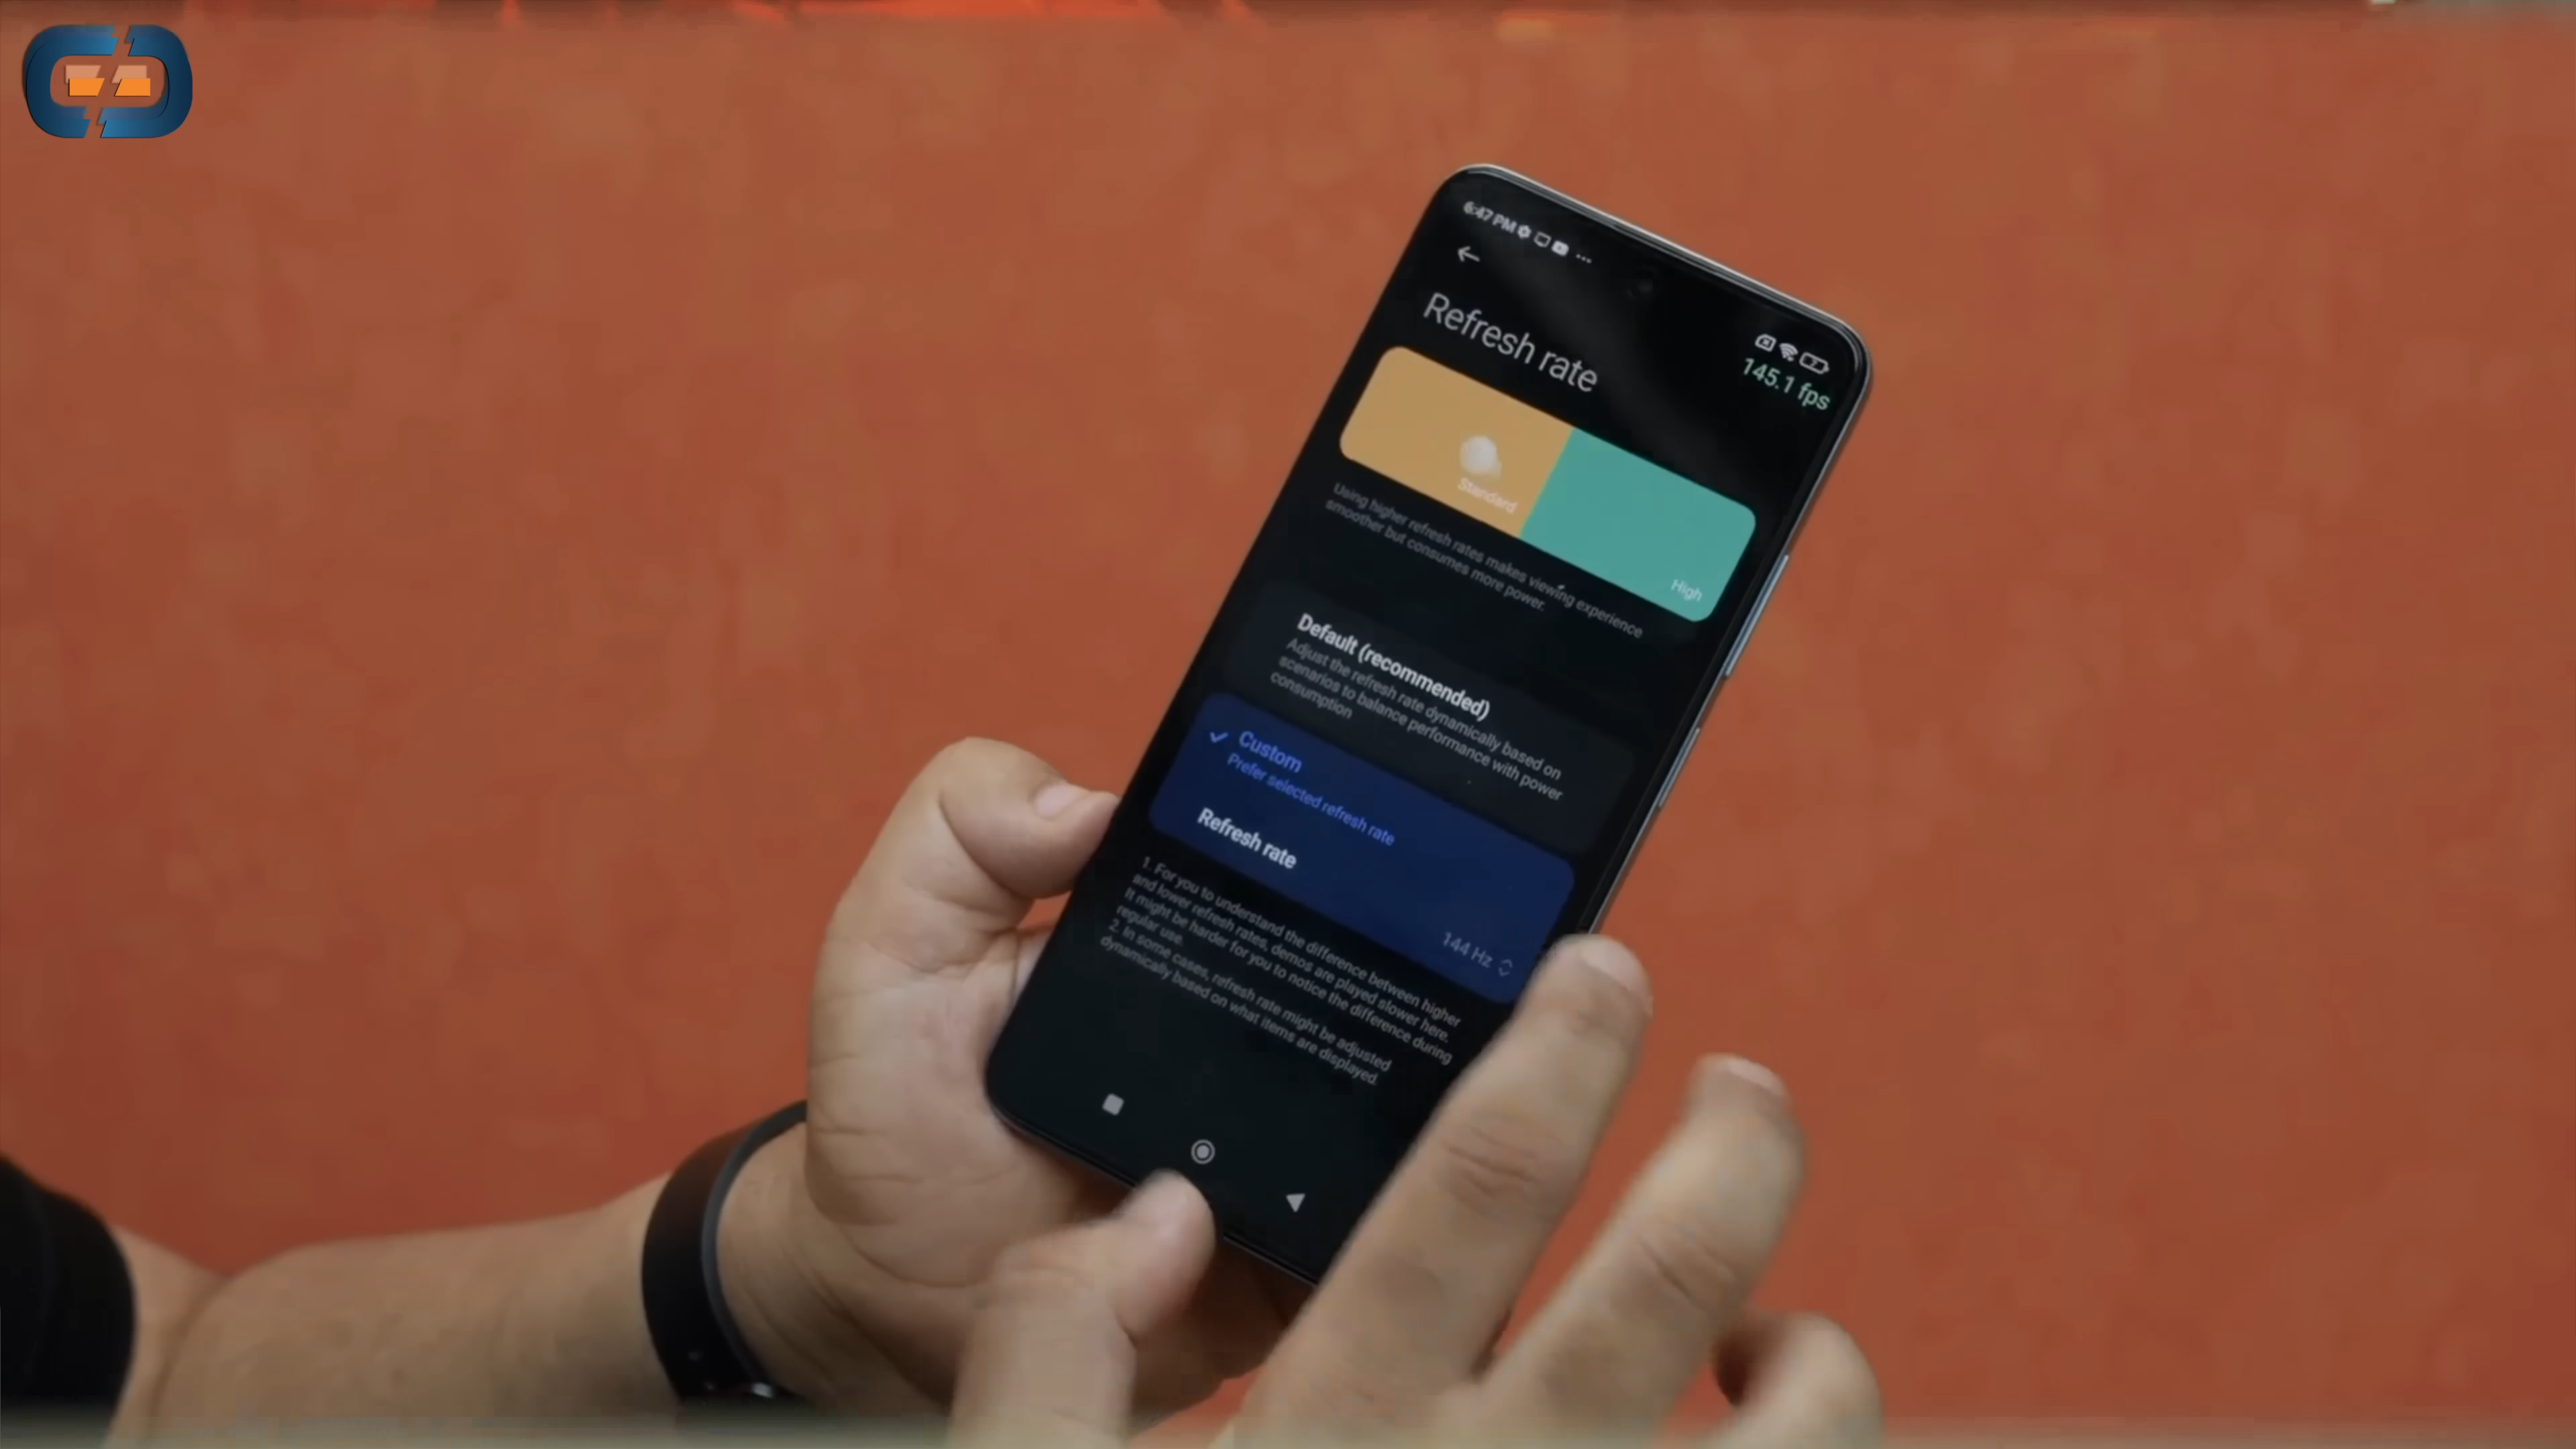 6:47 PM
145.1 fps
Refresh rate
Standard
High
Using higher refresh rates makes viewing experience
smoother but consumes more power.
Default (recommended)
Adjust the refresh rate dynamically based on
scenarios to balance performance with power
consumption
Custom
Prefer selected refresh rate
Refresh rate
144 Hz
1. For you to understand the difference between higher
and lower refresh rates, demos are played slower here.
It might be harder for you to notice the difference during
regular use.
2. In some cases, refresh rate might be adjusted
dynamically based on what items are displayed.